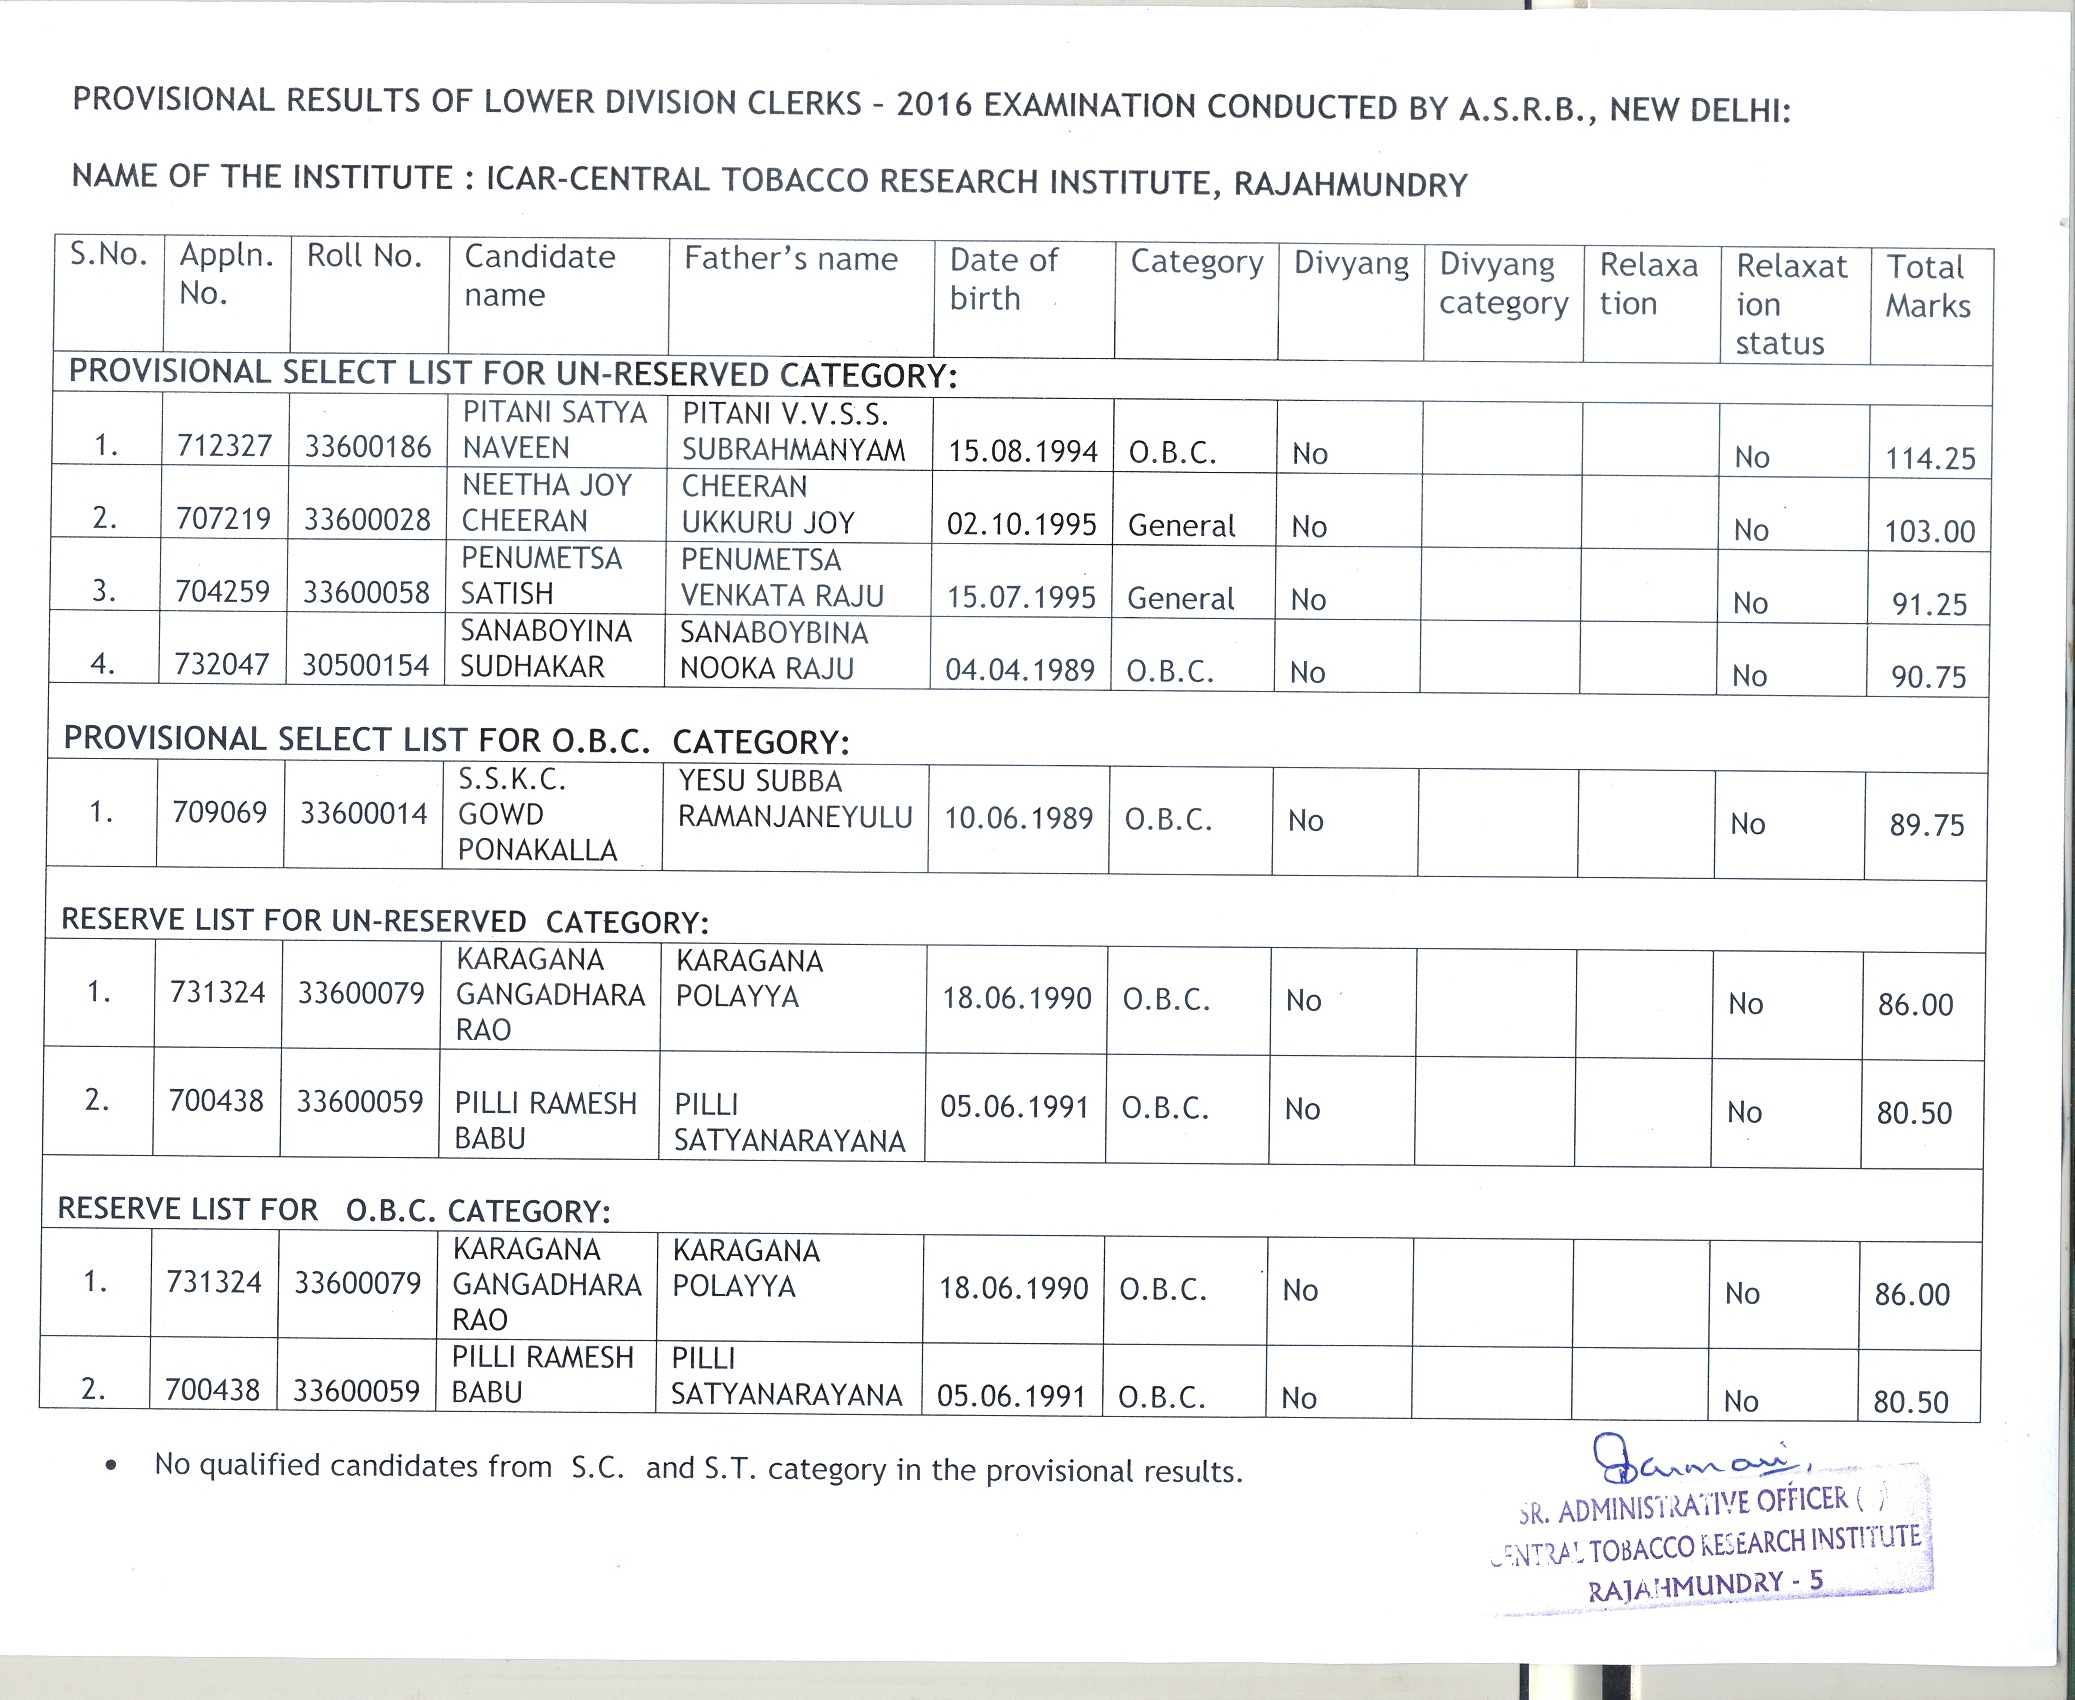 PROVISIONAL RESULTS OF LOWER DIVISION CLERKS - 2016 EXAMINATION CONDUCTED BY A.S.R.B., NEW DELHI:
NAME OF THE INSTITUTE : ICAR-CENTRAL TOBACCO RESEARCH INSTITUTE, RAJAHMUNDRY
S.No. Appln. No. Roll No. Candidate name Father's name Date of birth Category Divyang Divyang category Relaxa tion Relaxat ion status Total Marks
PROVISIONAL SELECT LIST FOR UN-RESERVED CATEGORY:
1. 712327 33600186 PITANI SATYA NAVEEN PITANI V.V.S.S. SUBRAHMANYAM 15.08.1994 O.B.C. No No 114.25
2. 707219 33600028 NEETHA JOY CHEERAN CHEERAN UKKURU JOY 02.10.1995 General No No 103.00
3. 704259 33600058 PENUMETSA SATISH PENUMETSA VENKATA RAJU 15.07.1995 General No No 91.25
4. 732047 30500154 SANABOYINA SUDHAKAR SANABOYBINA NOOKA RAJU 04.04.1989 O.B.C. No No 90.75
PROVISIONAL SELECT LIST FOR O.B.C. CATEGORY:
1. 709069 33600014 S.S.K.C. GOWD PONAKALLA YESU SUBBA RAMANJANEYULU 10.06.1989 O.B.C. No No 89.75
RESERVE LIST FOR UN-RESERVED CATEGORY:
1. 731324 33600079 KARAGANA GANGADHARA RAO KARAGANA POLAYYA 18.06.1990 O.B.C. No No 86.00
2. 700438 33600059 PILLI RAMESH BABU PILLI SATYANARAYANA 05.06.1991 O.B.C. No No 80.50
RESERVE LIST FOR O.B.C. CATEGORY:
1. 731324 33600079 KARAGANA GANGADHARA RAO KARAGANA POLAYYA 18.06.1990 O.B.C. No No 86.00
2. 700438 33600059 PILLI RAMESH BABU PILLI SATYANARAYANA 05.06.1991 O.B.C. No No 80.50
• No qualified candidates from S.C. and S.T. category in the provisional results.
SR. ADMINISTRATIVE OFFICER ( )
CENTRAL TOBACCO RESEARCH INSTITUTE
RAJAHMUNDRY - 5